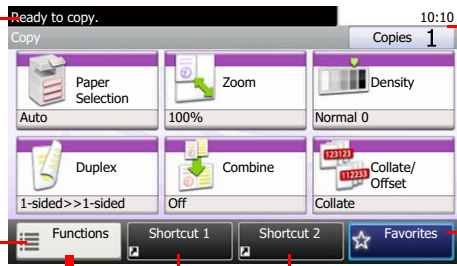 Ready to copy.
10:10
Copy
Copies 1
Paper
Selection
Auto
Zoom
100%
Density
Normal 0
Duplex
1-sided>>1-sided
Combine
Off
123123
112233
Collate/
Offset
Collate
Functions
Shortcut 1
Shortcut 2
Favorites